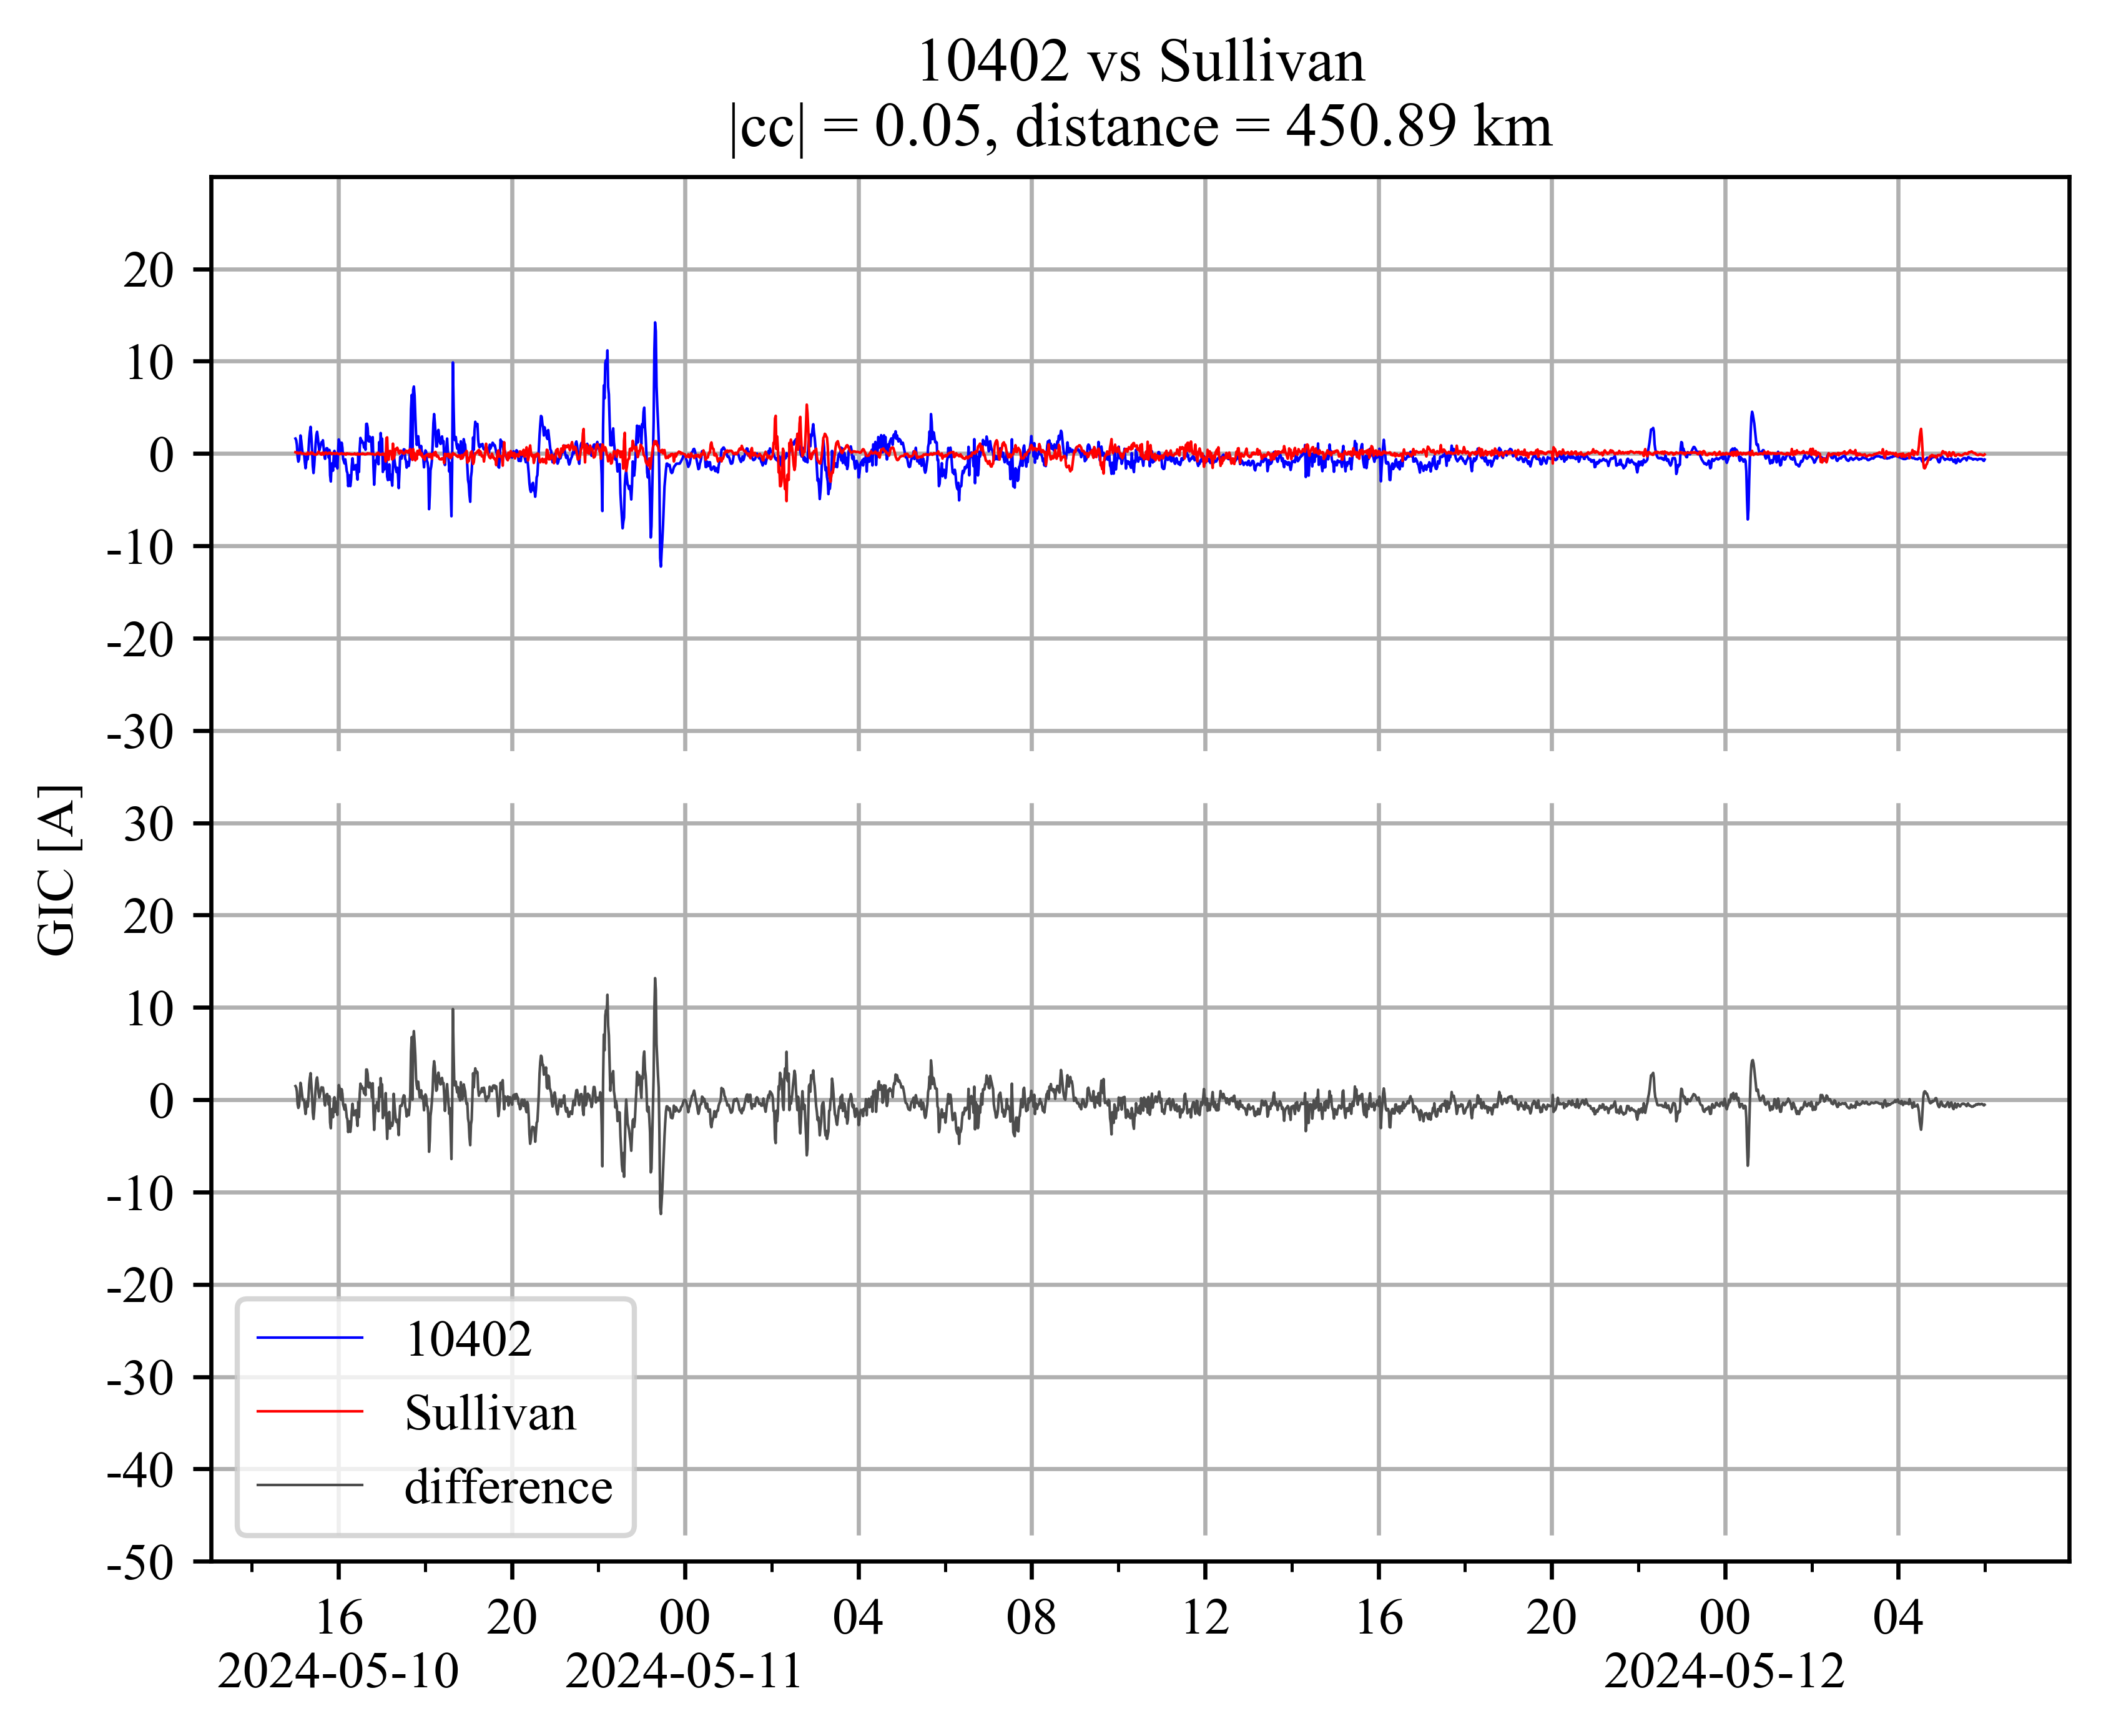 10402 vs Sullivan
|cc| = 0.05, distance = 450.89 km
GIC [A]
20
10
0
-10
-20
-30
30
20
10
0
-10
-20
-30
-40
-50
10402
Sullivan
difference
16 20 00 04 08 12 16 20 00 04
2024-05-10 2024-05-11 2024-05-12